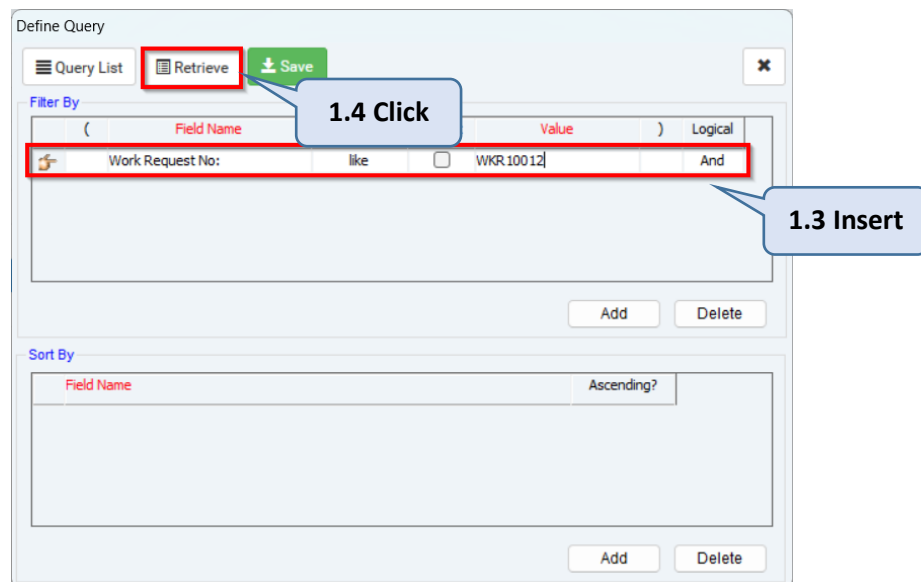 Define Query
Query List Retrieve Save
Filter By
1.4 Click
( Field Name Value ) Logical
Work Request No: like WKR10012 And
1.3 Insert
Add Delete
Sort By
Field Name Ascending?
Add Delete